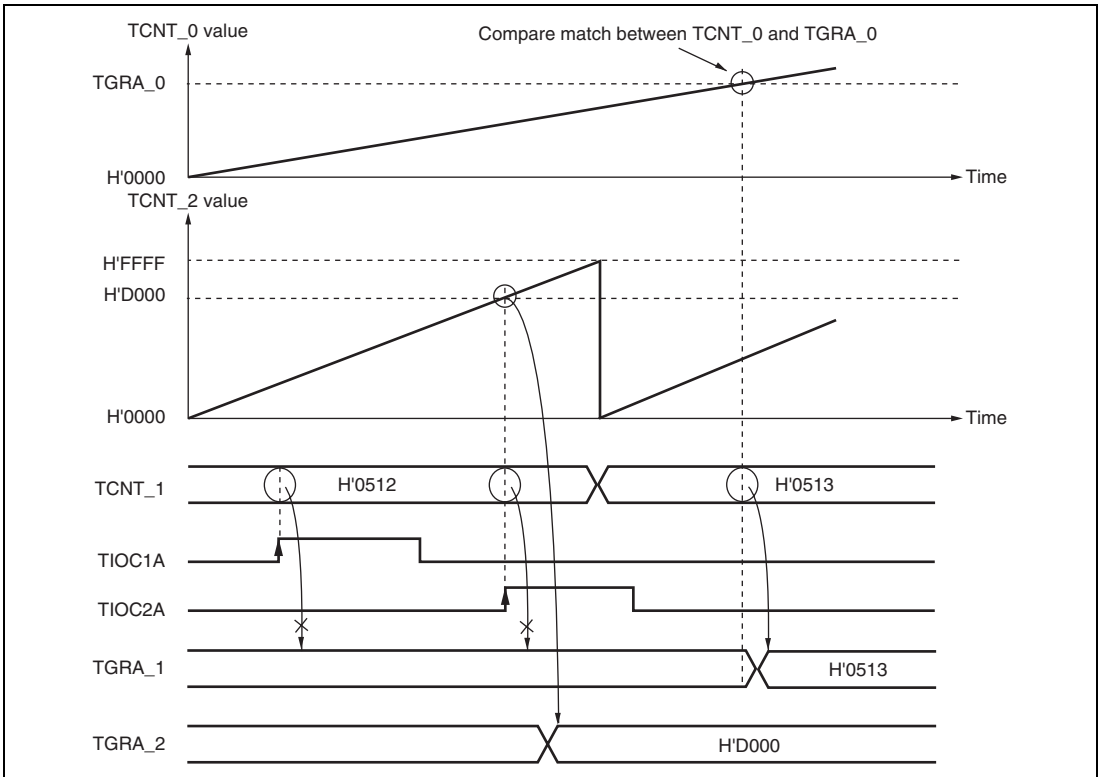 TCNT_0 value
Compare match between TCNT_0 and TGRA_0
TGRA_0
H'0000
Time
TCNT_2 value
H'FFFF
H'D000
H'0000
Time
TCNT_1
H'0512
H'0513
TIOC1A
TIOC2A
TGRA_1
H'0513
TGRA_2
H'D000